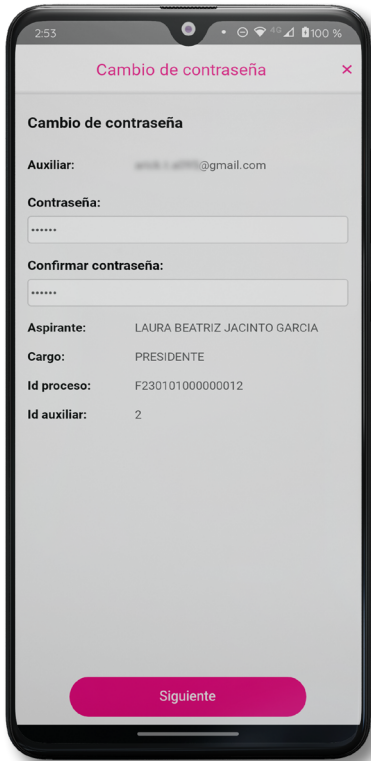 2:53
4G
100 %
Cambio de contraseña
×
Cambio de contraseña
Auxiliar: @gmail.com
Contraseña:
••••••
Confirmar contraseña:
••••••
Aspirante: LAURA BEATRIZ JACINTO GARCIA
Cargo: PRESIDENTE
Id proceso: F230101000000012
Id auxiliar: 2
Siguiente